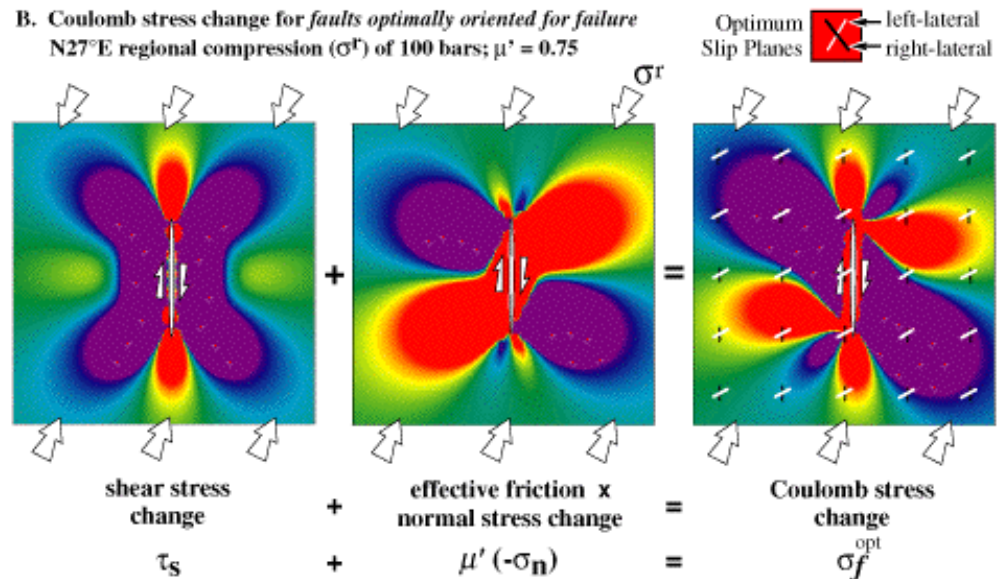 B. Coulomb stress change for faults optimally oriented for failure
N27°E regional compression (σʳ) of 100 bars; μ' = 0.75
Optimum
Slip Planes
left-lateral
right-lateral
σʳ
+
=
shear stress
change
+
effective friction x
normal stress change
=
Coulomb stress
change
τs
+
μ' (-σn)
=
σf opt